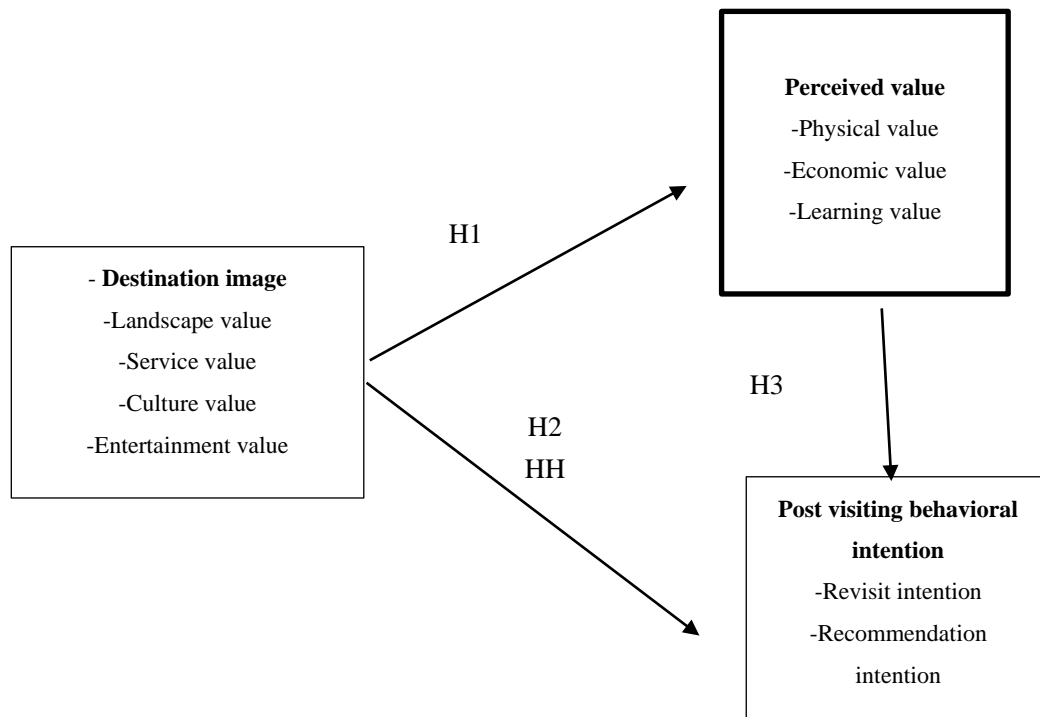 Perceived value
-Physical value
-Economic value
-Learning value
H1
- Destination image
-Landscape value
-Service value
-Culture value
-Entertainment value
H3
H2
HH
Post visiting behavioral
intention
-Revisit intention
-Recommendation
intention